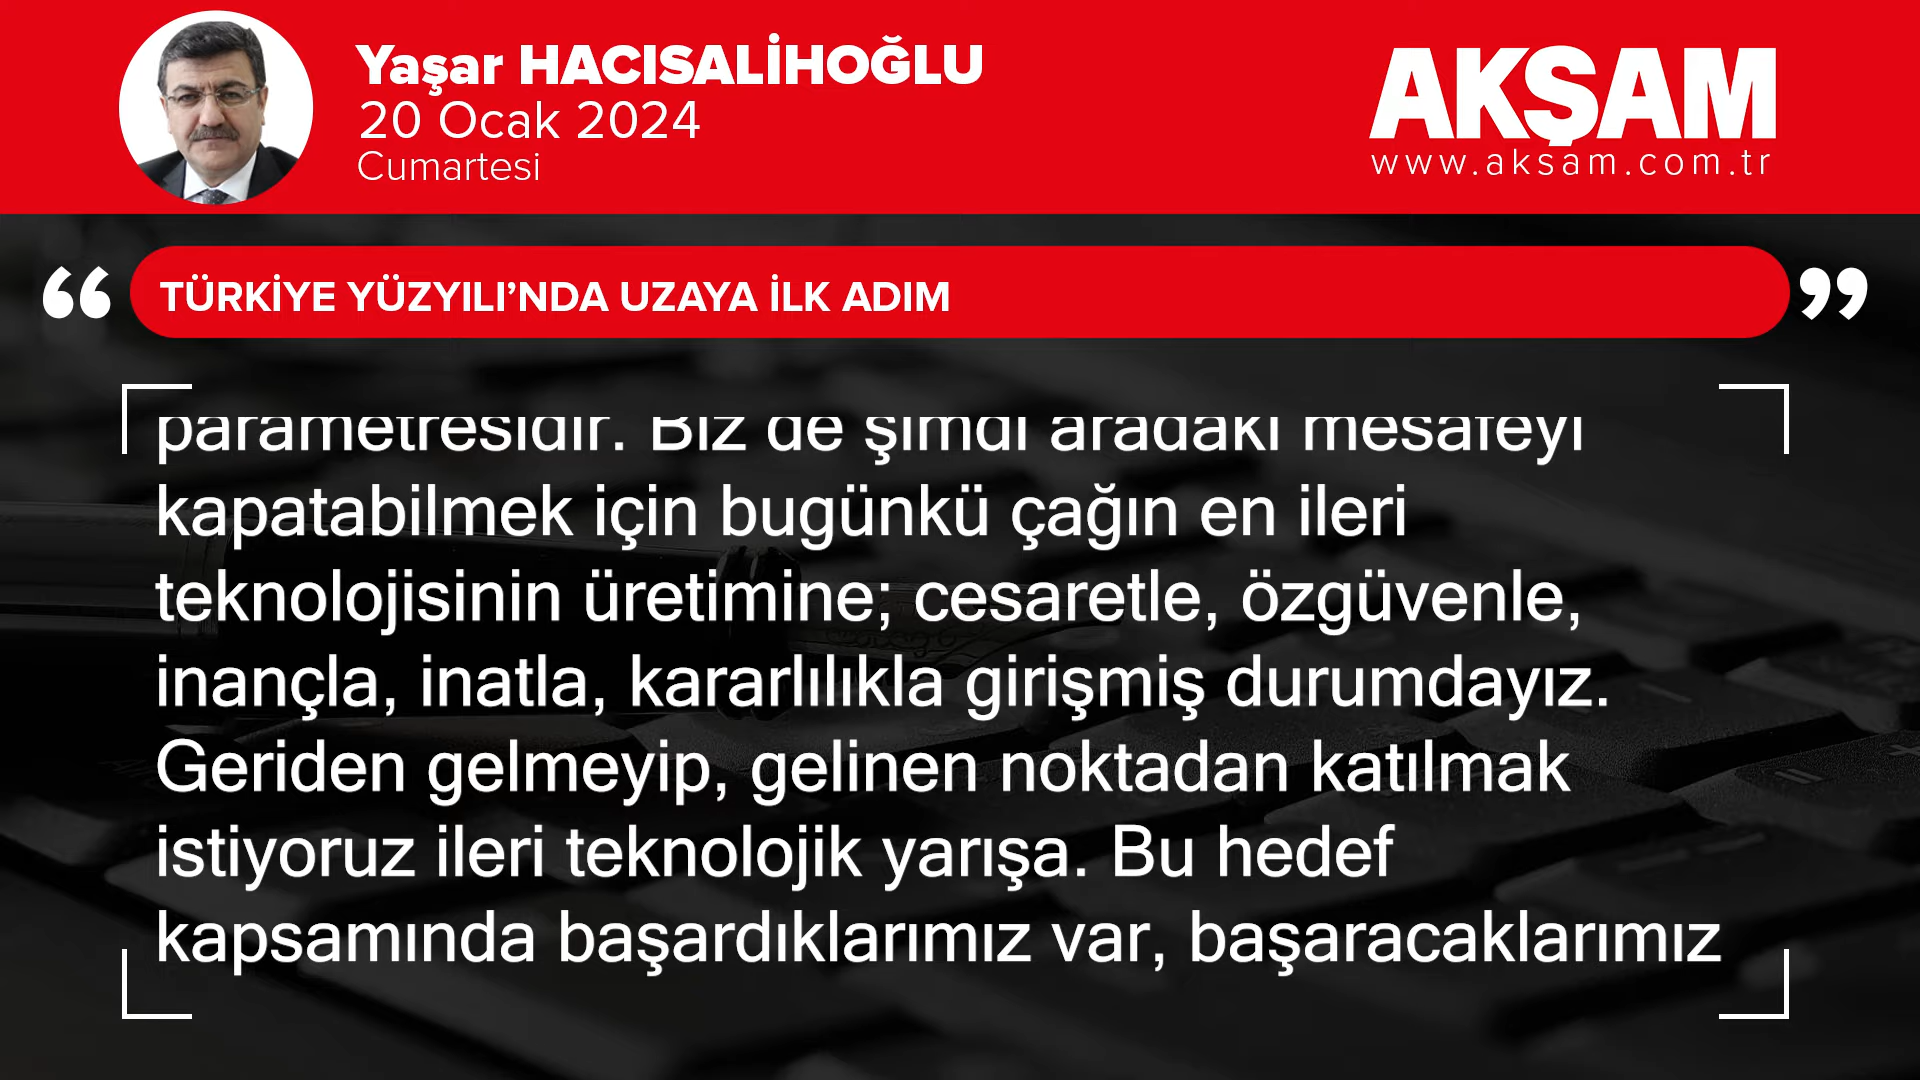 Yaşar HACISALİHOĞLU
20 Ocak 2024
Cumartesi
AKŞAM
www.aksam.com.tr
“ TÜRKİYE YÜZYILI’NDA UZAYA İLK ADIM ”
parametresidir. Biz de şimdi aradaki mesafeyi
kapatabilmek için bugünkü çağın en ileri
teknolojisinin üretimine; cesaretle, özgüvenle,
inançla, inatla, kararlılıkla girişmiş durumdayız.
Geriden gelmeyip, gelinen noktadan katılmak
istiyoruz ileri teknolojik yarışa. Bu hedef
kapsamında başardıklarımız var, başaracaklarımız